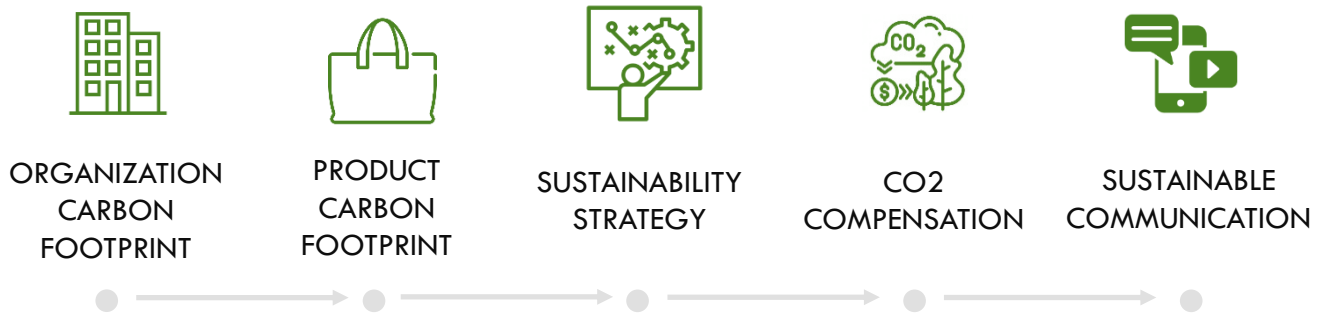 CO2
$
ORGANIZATION
CARBON
FOOTPRINT
PRODUCT
CARBON
FOOTPRINT
SUSTAINABILITY
STRATEGY
CO2
COMPENSATION
SUSTAINABLE
COMMUNICATION